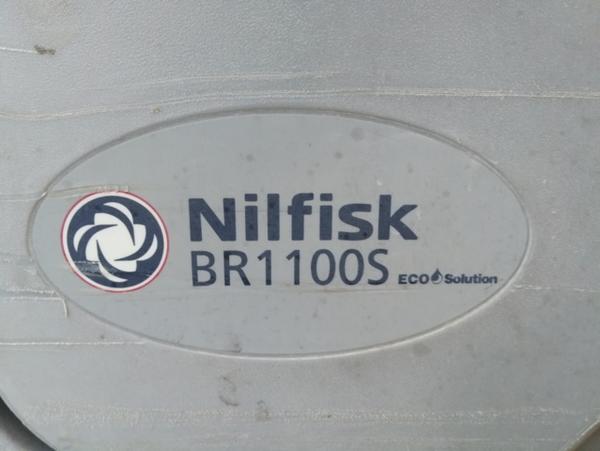 Nilfisk
BR1100S ECO Solution